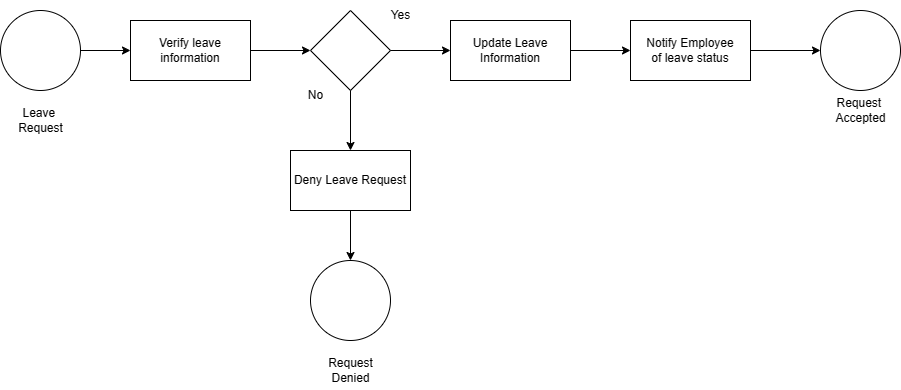 Yes
Verify leave
information
Update Leave
Information
Notify Employee
of leave status
No
Leave
Request
Request
Accepted
Deny Leave Request
Request
Denied